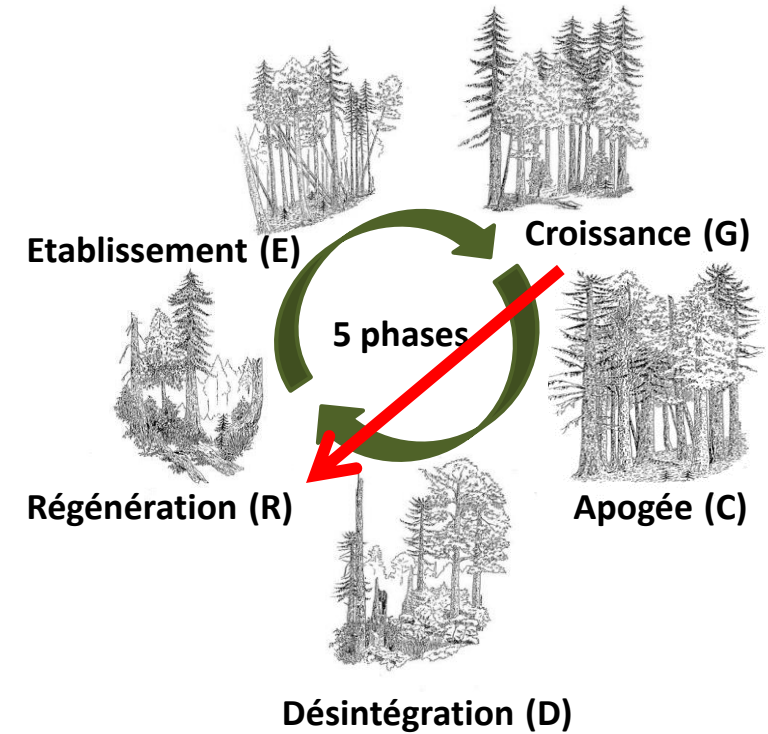 Etablissement (E)
Croissance (G)
5 phases
Régénération (R)
Apogée (C)
Désintégration (D)